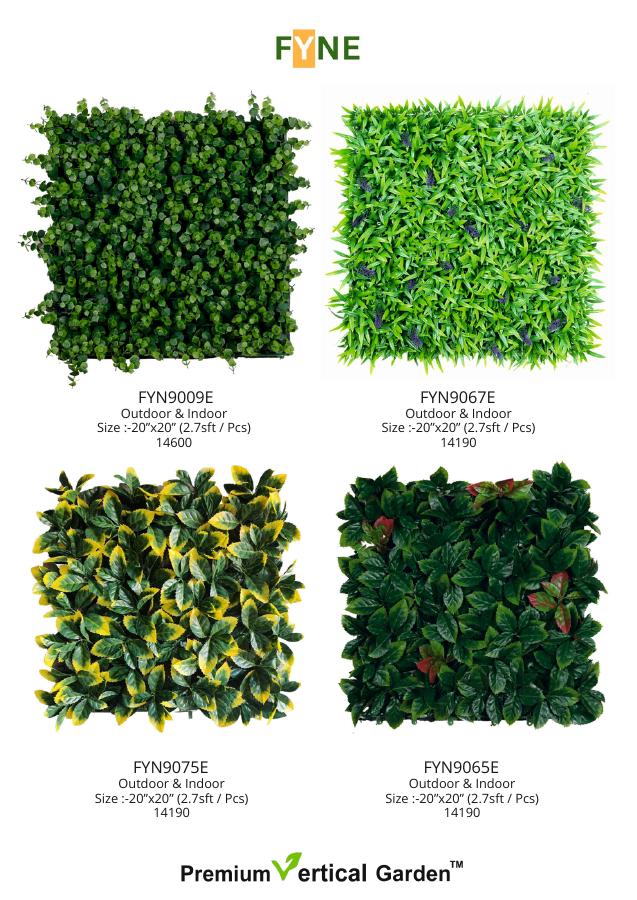 FYNE
FYN9009E
Outdoor & Indoor
Size :-20”x20” (2.7sft / Pcs)
14600
FYN9067E
Outdoor & Indoor
Size :-20”x20” (2.7sft / Pcs)
14190
FYN9075E
Outdoor & Indoor
Size :-20”x20” (2.7sft / Pcs)
14190
FYN9065E
Outdoor & Indoor
Size :-20”x20” (2.7sft / Pcs)
14190
Premium Vertical Garden™